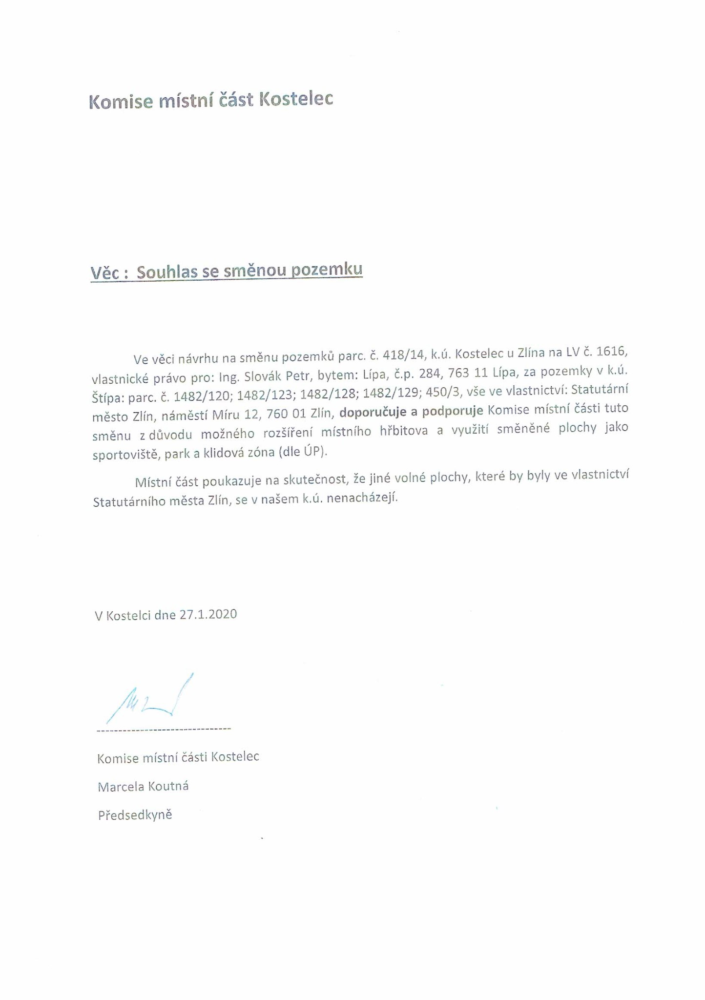 Komise místní část Kostelec
Věc : Souhlas se směnou pozemku
Ve věci návrhu na směnu pozemků parc. č. 418/14, k.ú. Kostelec u Zlína na LV č. 1616,
vlastnické právo pro: Ing. Slovák Petr, bytem: Lípa, č.p. 284, 763 11 Lípa, za pozemky v k.ú.
Štípa: parc. č. 1482/120; 1482/123; 1482/128; 1482/129; 450/3, vše ve vlastnictví: Statutární
město Zlín, náměstí Míru 12, 760 01 Zlín, doporučuje a podporuje Komise místní části tuto
směnu z důvodu možného rozšíření místního hřbitova a využití směněné plochy jako
sportoviště, park a klidová zóna (dle ÚP).
Místní část poukazuje na skutečnost, že jiné volné plochy, které by byly ve vlastnictví
Statutárního města Zlín, se v našem k.ú. nenacházejí.
V Kostelci dne 27.1.2020
Komise místní části Kostelec
Marcela Koutná
Předsedkyně